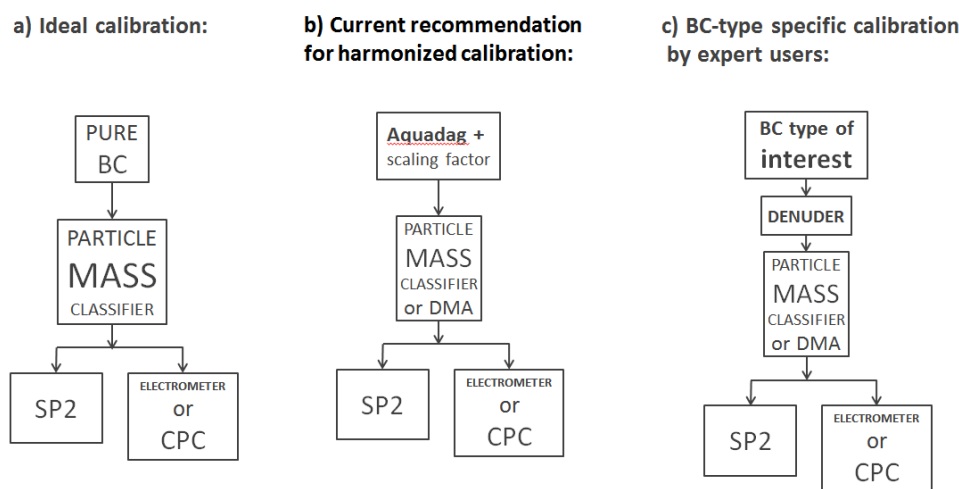 a) Ideal calibration:
PURE
BC
PARTICLE
MASS
CLASSIFIER
SP2
ELECTROMETER
or
CPC
b) Current recommendation
for harmonized calibration:
Aquadag +
scaling factor
PARTICLE
MASS
CLASSIFIER
or DMA
SP2
ELECTROMETER
or
CPC
c) BC-type specific calibration
by expert users:
BC type of
interest
DENUDER
PARTICLE
MASS
CLASSIFIER
or DMA
SP2
ELECTROMETER
or
CPC